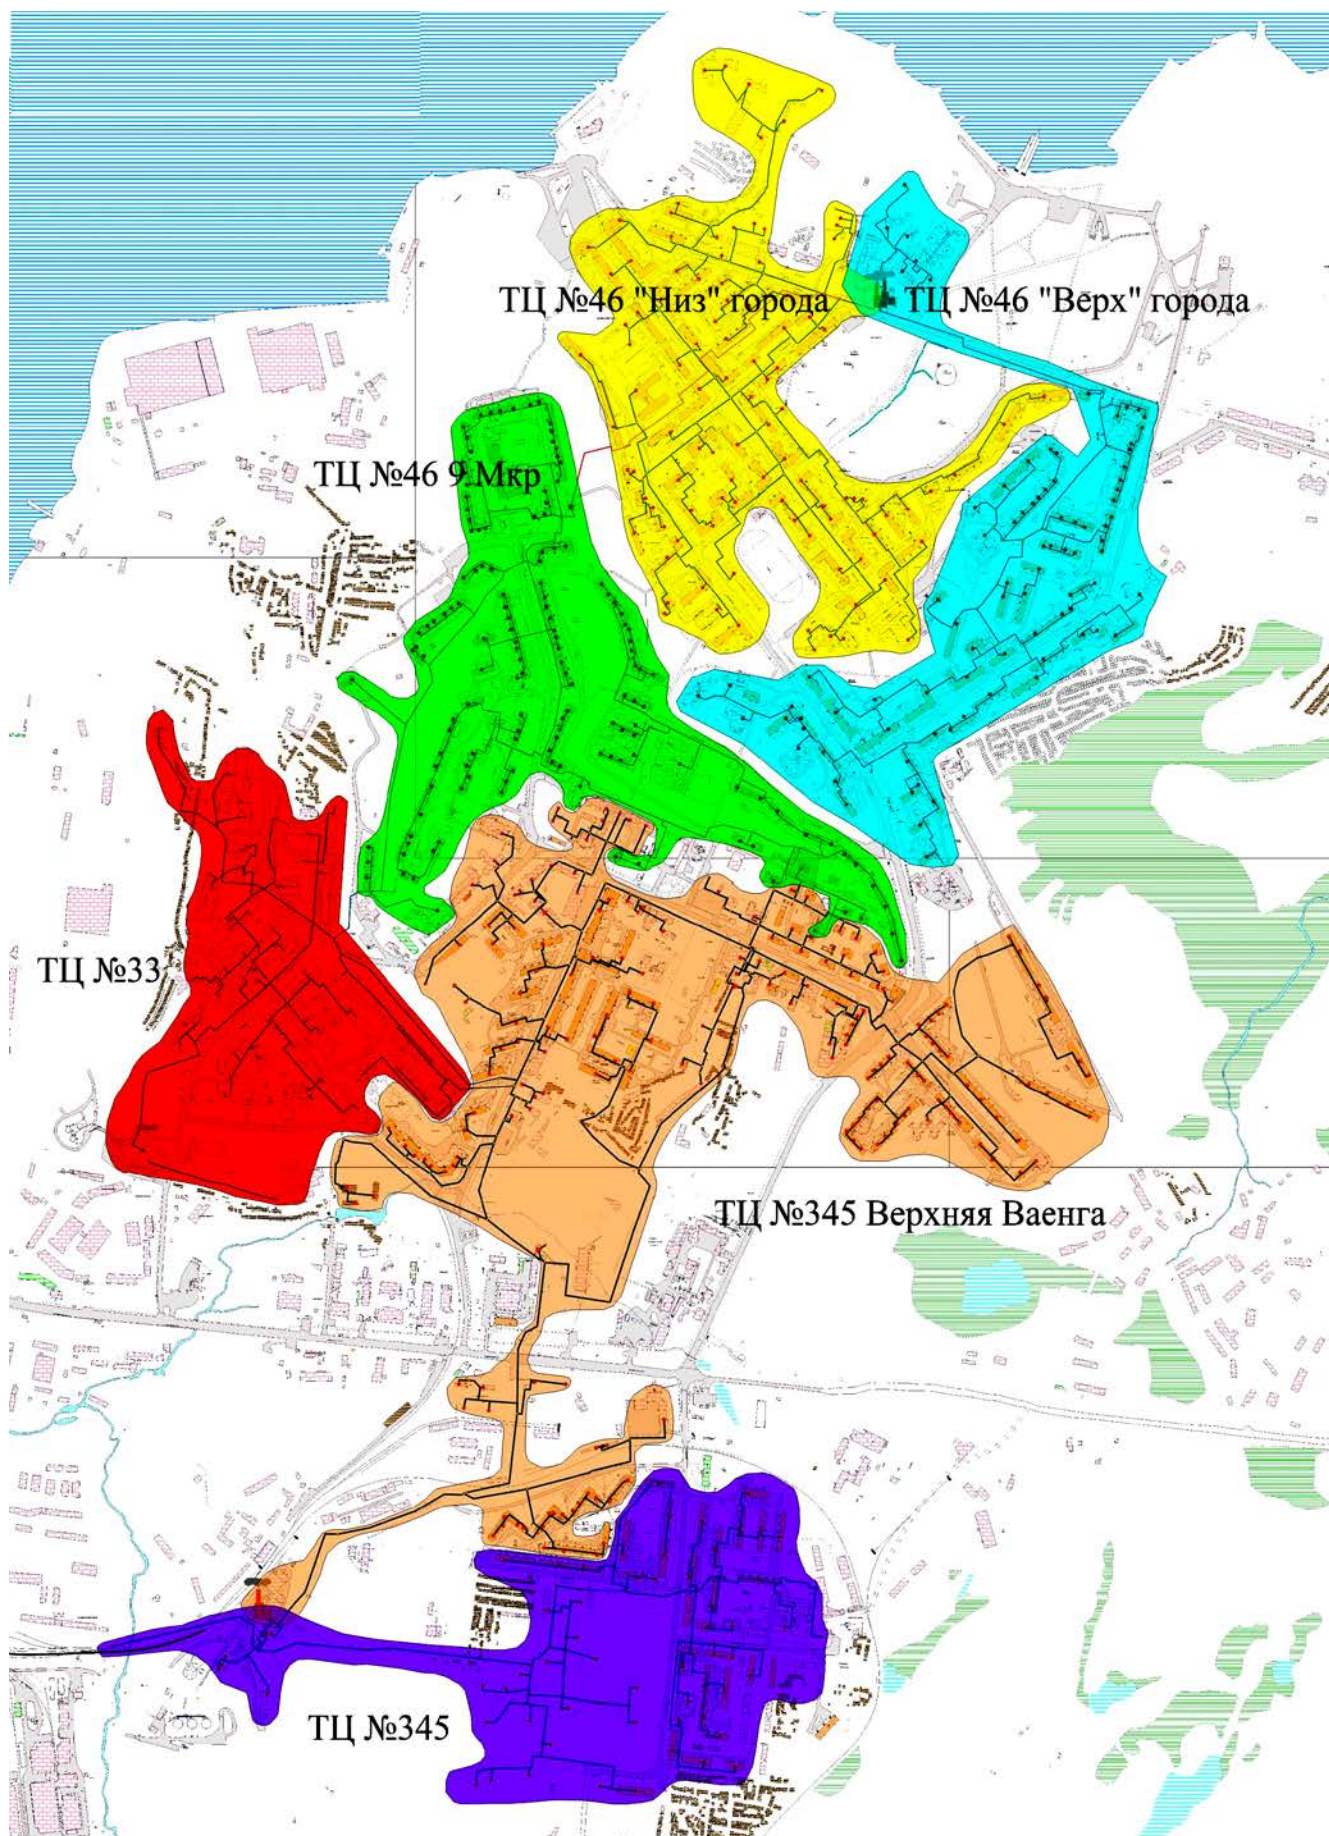 ТЦ №46 "Низ" города
ТЦ №46 "Верх" города
ТЦ №46 9 Мкр
ТЦ №33
ТЦ №345 Верхняя Ваенга
ТЦ №345